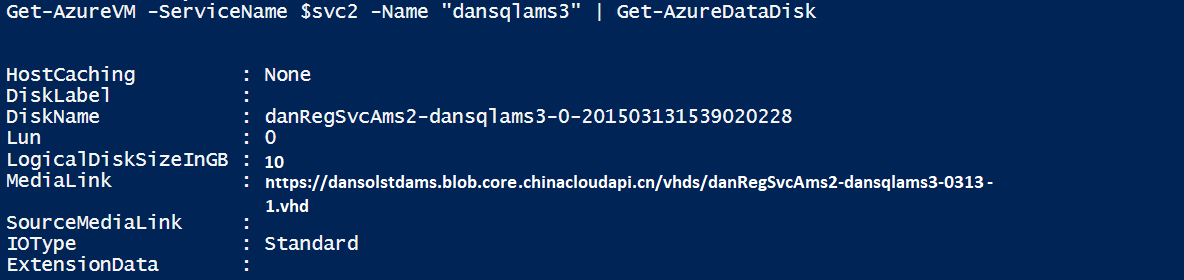 Get-AzureVM -ServiceName $svc2 -Name "dansqlams3" | Get-AzureDataDisk
HostCaching : None
DiskLabel :
DiskName : danRegSvcAms2-dansqlams3-0-201503131539020228
Lun : 0
LogicalDiskSizeInGB : 10
MediaLink : https://dansolstdams.blob.core.chinacloudapi.cn/vhds/danRegSvcAms2-dansqlams3-0313-
1.vhd
SourceMediaLink :
IOType : Standard
ExtensionData :